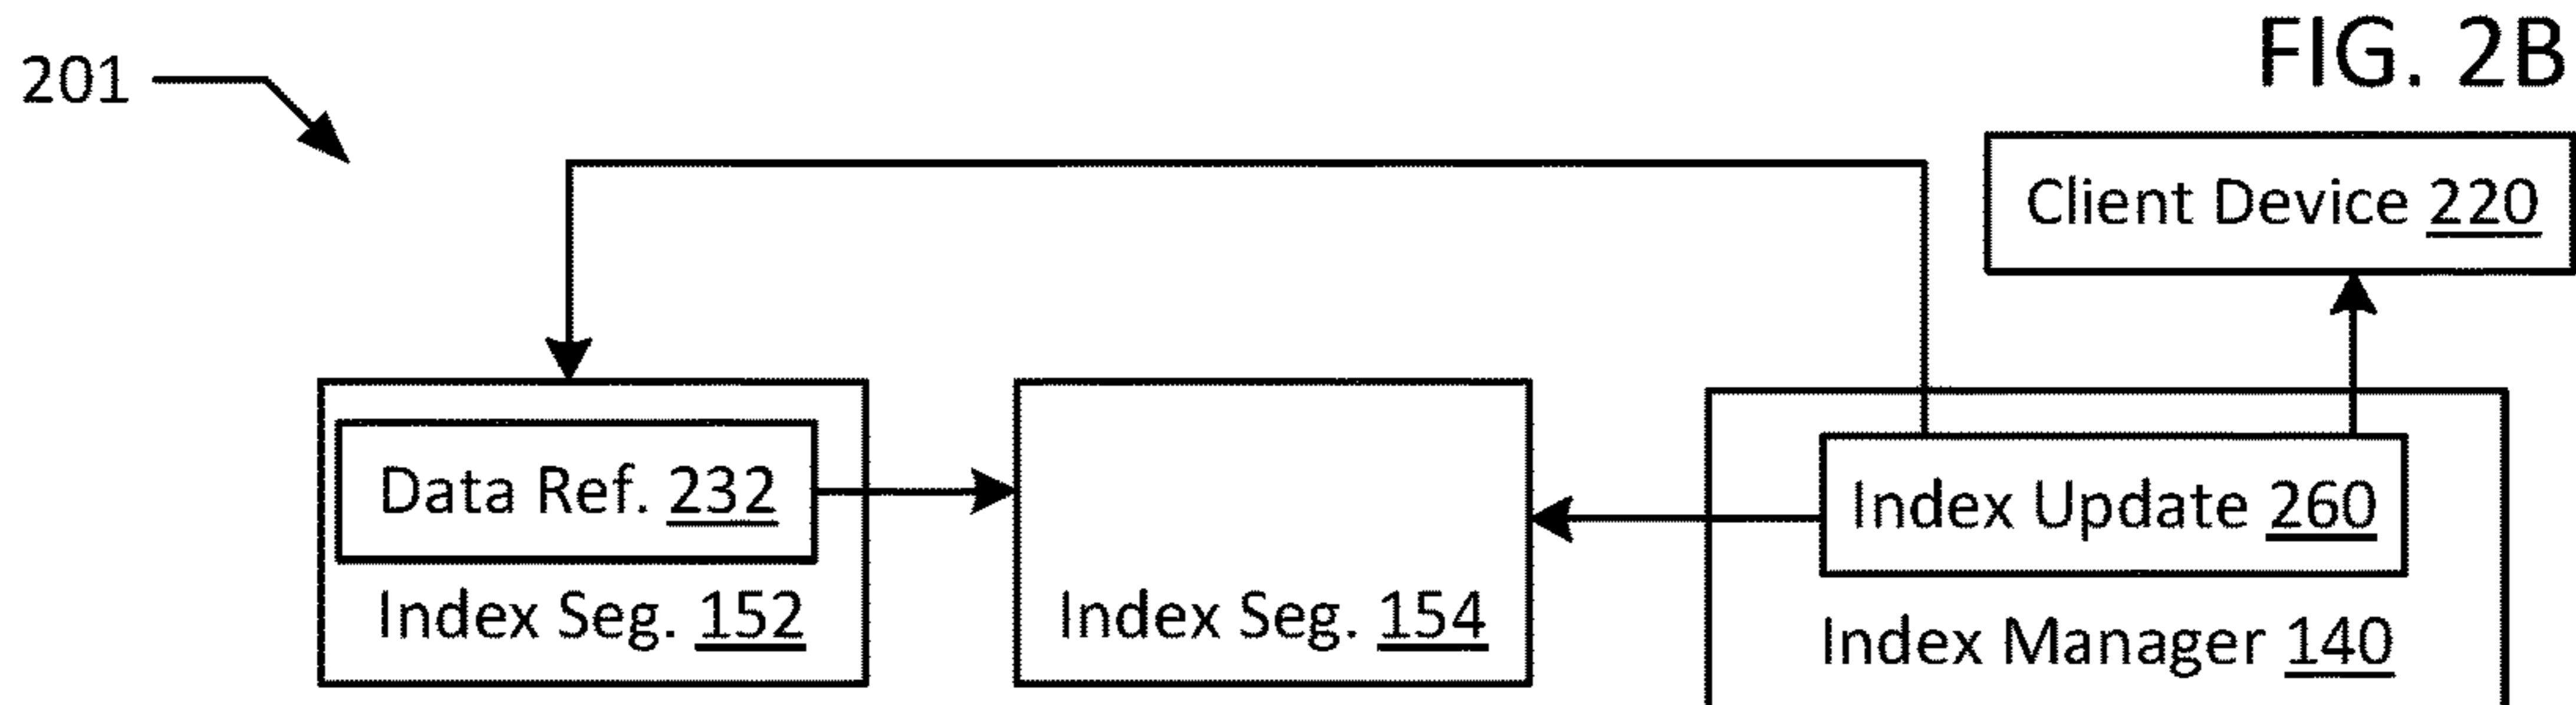 FIG. 2B
201
Client Device 220
Data Ref. 232
Index Seg. 152
Index Seg. 154
Index Update 260
Index Manager 140